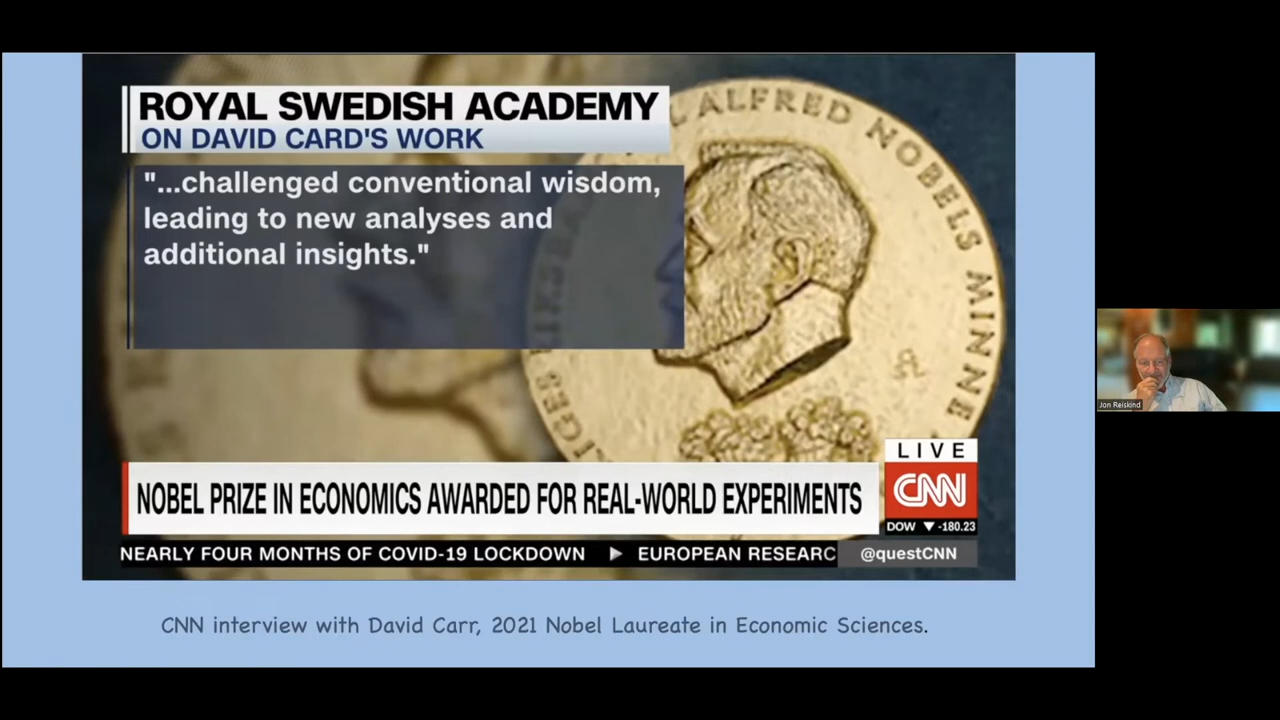 ROYAL SWEDISH ACADEMY
ON DAVID CARD'S WORK
"...challenged conventional wisdom,
leading to new analyses and
additional insights."
ALFRED NOBELS MINNE
NOBEL PRIZE IN ECONOMICS AWARDED FOR REAL-WORLD EXPERIMENTS
LIVE
CNN
DOW ▼ -180.23
NEARLY FOUR MONTHS OF COVID-19 LOCKDOWN ▶ EUROPEAN RESEARC
@questCNN
CNN interview with David Carr, 2021 Nobel Laureate in Economic Sciences.
Jon Reiskind